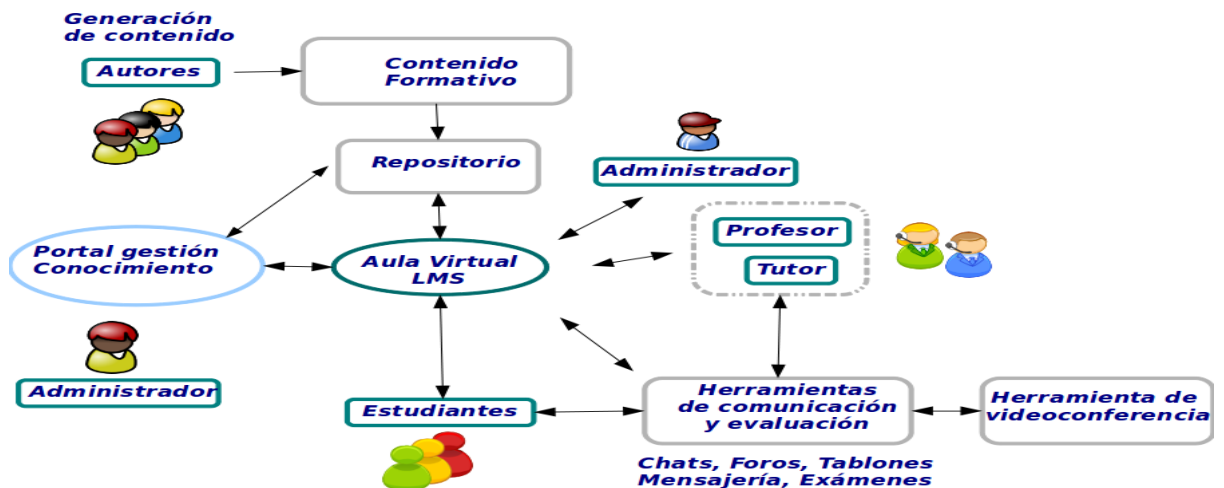 Generación
de contenido
Autores
Contenido
Formativo
Repositorio
Administrador
Profesor
Tutor
Portal gestión
Conocimiento
Aula Virtual
LMS
Administrador
Estudiantes
Herramientas
de comunicación
y evaluación
Herramienta de
videoconferencia
Chats, Foros, Tablones
Mensajería, Exámenes